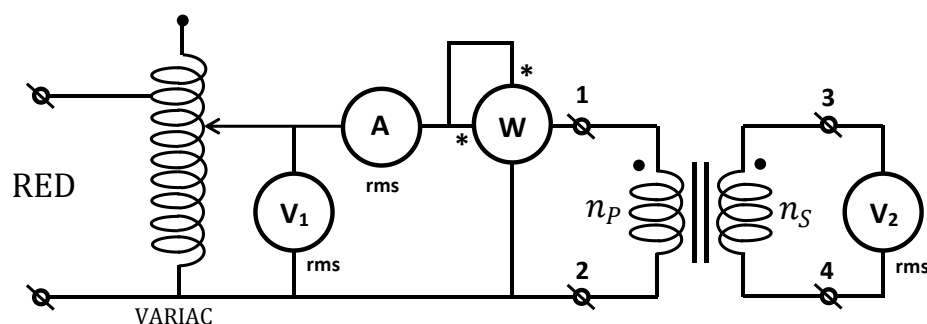 RED
VARIAC
V₁
rms
A
rms
*
*
W
1
2
n_P
n_S
3
4
V₂
rms